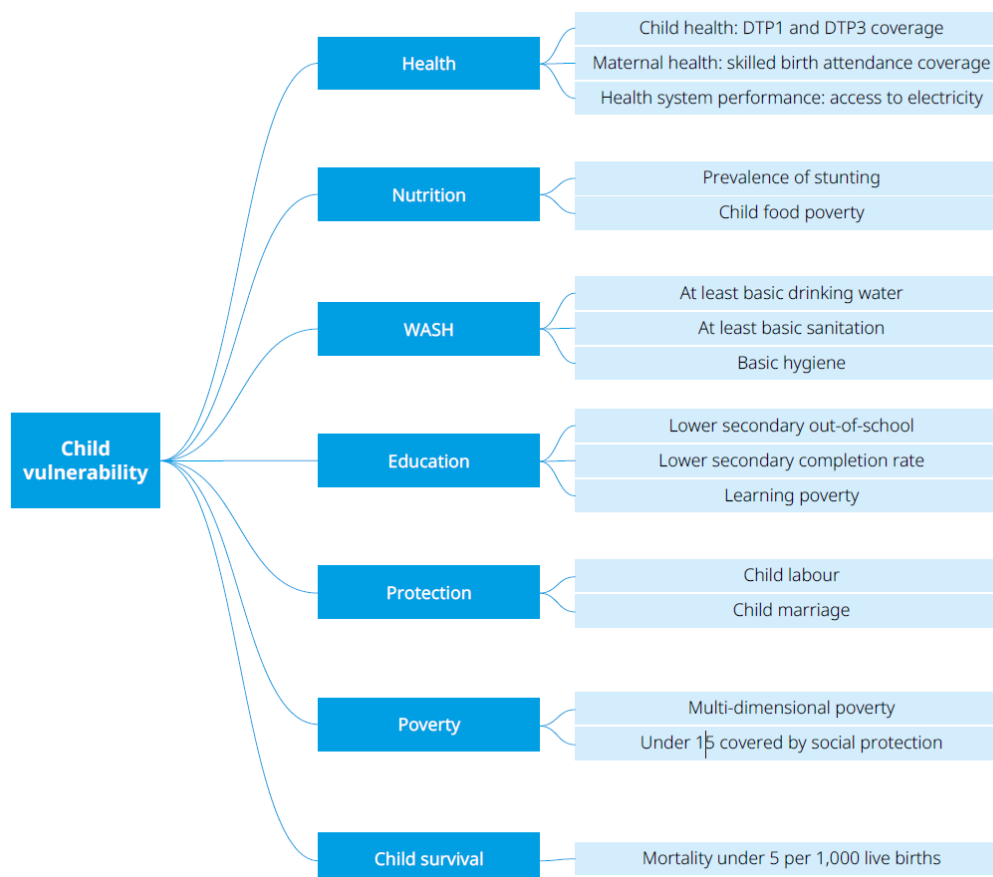 Child
vulnerability
Health
Child health: DTP1 and DTP3 coverage
Maternal health: skilled birth attendance coverage
Health system performance: access to electricity
Nutrition
Prevalence of stunting
Child food poverty
WASH
At least basic drinking water
At least basic sanitation
Basic hygiene
Education
Lower secondary out-of-school
Lower secondary completion rate
Learning poverty
Protection
Child labour
Child marriage
Poverty
Multi-dimensional poverty
Under 15 covered by social protection
Child survival
Mortality under 5 per 1,000 live births